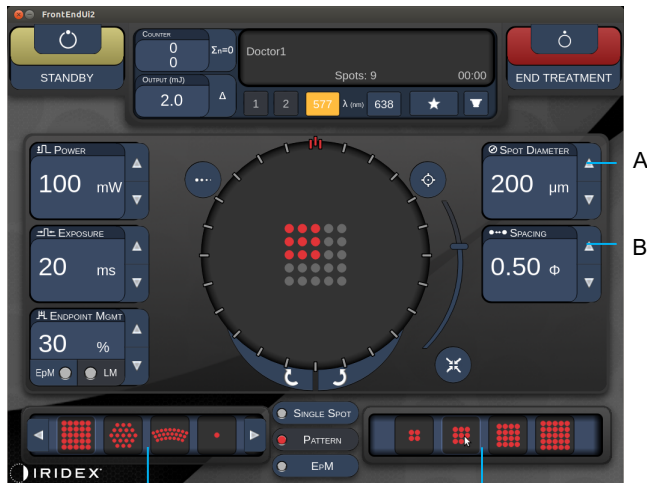 FrontEndUi2
STANDBY
COUNTER
0
0
Σn=0
OUTPUT (mJ)
2.0
Δ
Doctor1
Spots: 9
00:00
1 2 577 λ (nm) 638 ★
END TREATMENT
POWER
100 mW
EXPOSURE
20 ms
ENDPOINT MGMT
30 %
EPM LM
SPOT DIAMETER
200 µm
A
SPACING
0.50 Φ
B
SINGLE SPOT
PATTERN
EPM
IRIDEX